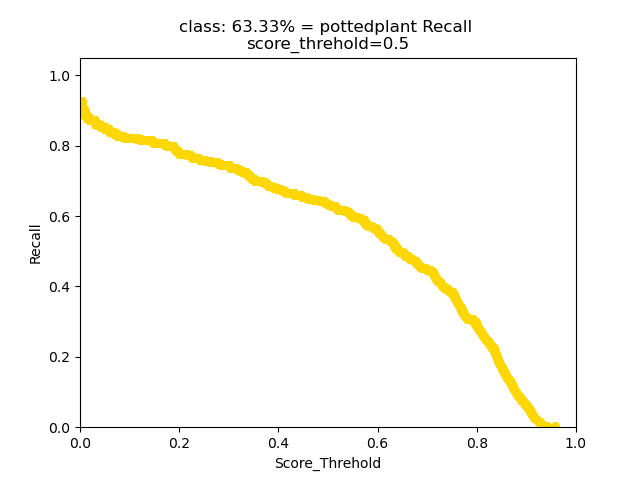 class: 63.33% = pottedplant Recall
score_threhold=0.5
1.0
0.8
0.6
0.4
0.2
0.0
Recall
0.0 0.2 0.4 0.6 0.8 1.0
Score_Threhold